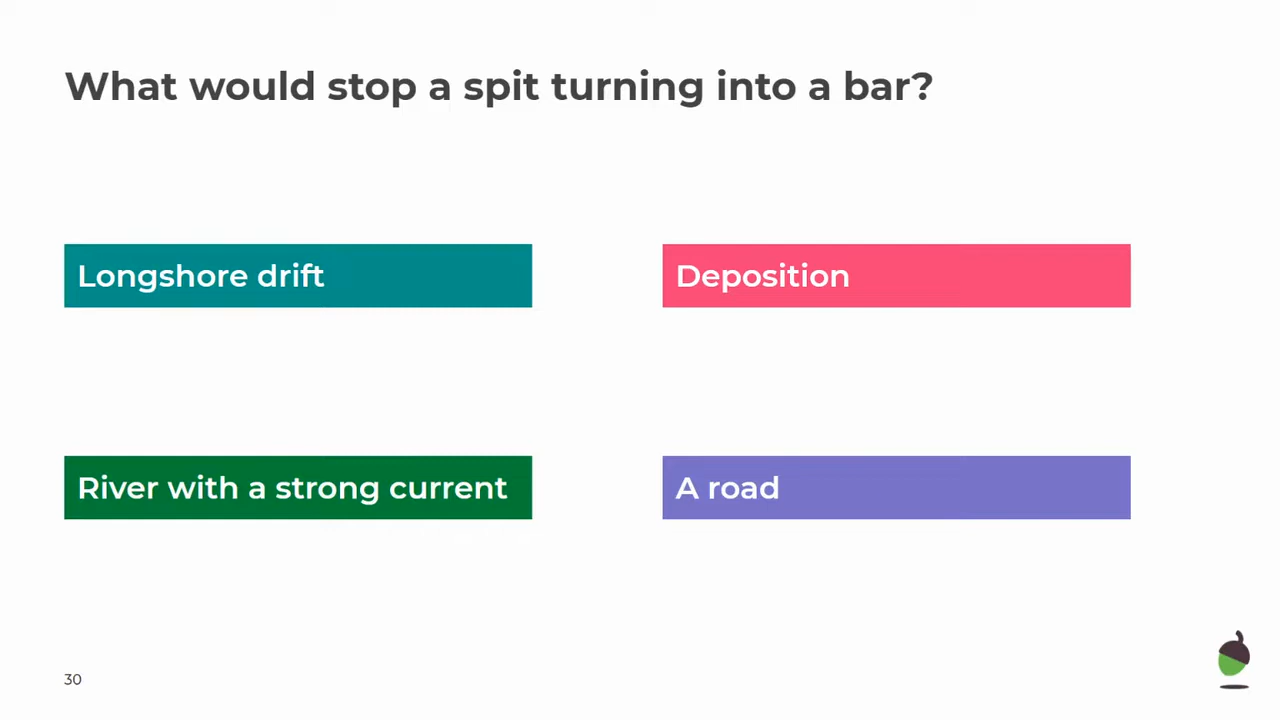 What would stop a spit turning into a bar?
Longshore drift
Deposition
River with a strong current
A road
30